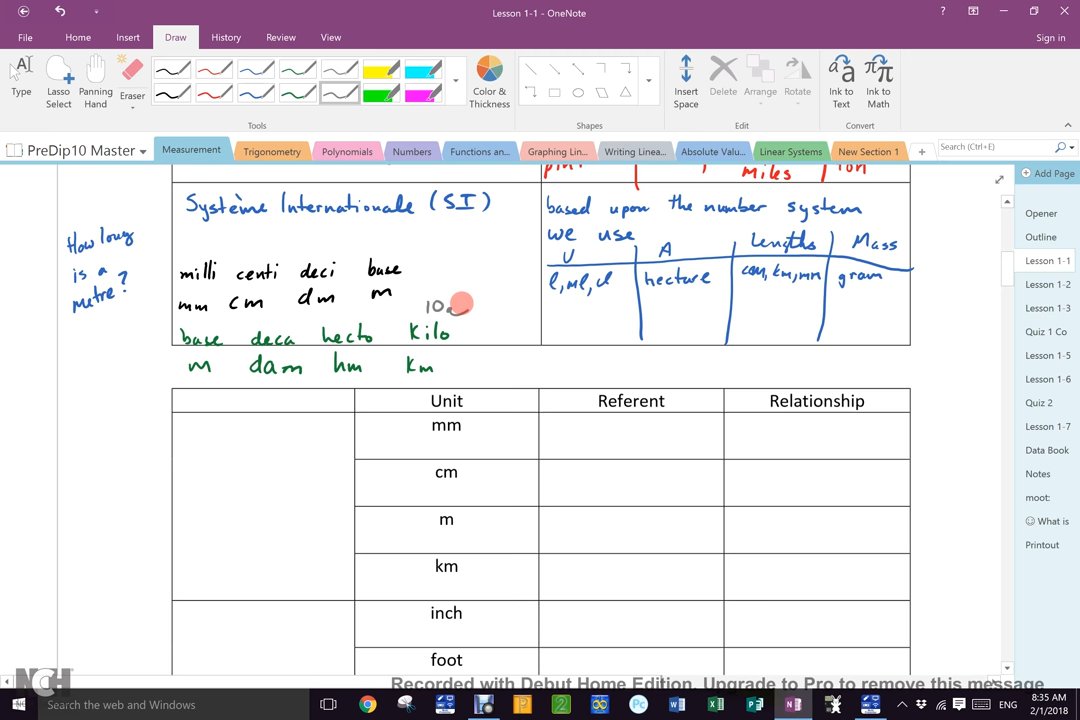 Lesson 1-1 - OneNote
?
File
Home
Insert
Draw
History
Review
View
Sign in
Type
Lasso Select
Panning Hand
Eraser
Color & Thickness
Insert Space
Delete
Arrange
Rotate
Ink to Text
Ink to Math
Tools
Shapes
Edit
Convert
PreDip10 Master
Measurement
Trigonometry
Polynomials
Numbers
Functions an...
Graphing Lin...
Writing Linea...
Absolute Valu...
Linear Systems
New Section 1
Search (Ctrl+E)
Add Page
Opener
Outline
Lesson 1-1
Lesson 1-2
Lesson 1-3
Quiz 1 Co
Lesson 1-5
Lesson 1-6
Quiz 2
Lesson 1-7
Data Book
Notes
moot:
☺ What is
Printout
Miles
ton
Système Internationale (SI)
based upon the number system
we use
How long
is a
metre?
milli centi deci base
mm cm dm m
10
base deca hecto Kilo
m dam hm km
V A Lengths Mass
l, ml, cl hectare cm, km, mm gram
Unit Referent Relationship
mm
cm
m
km
inch
foot
NCH
Recorded with Debut Home Edition. Upgrade to Pro to remove this message
Search the web and Windows
ENG
8:35 AM
2/1/2018